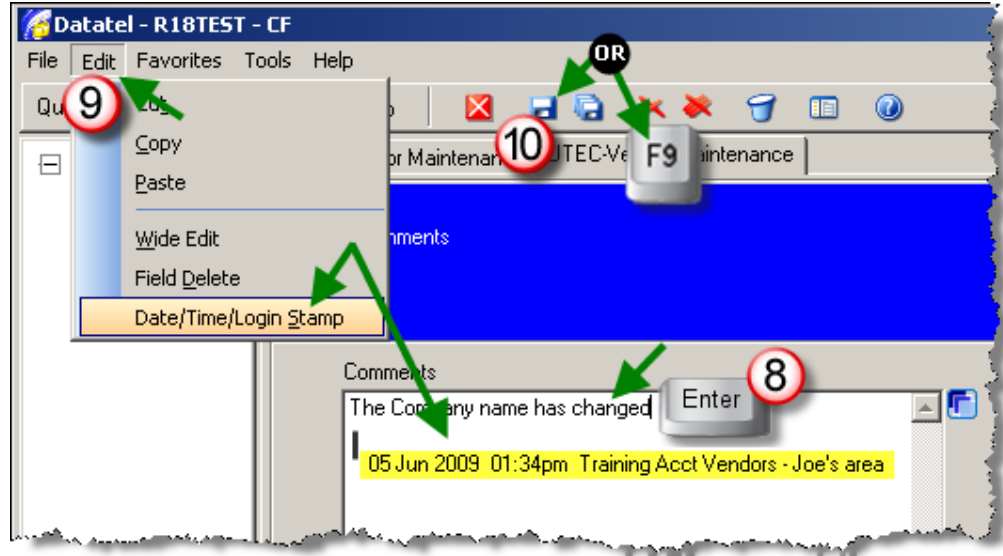 Datatel - R18TEST - CF
File Edit Favorites Tools Help
OR
9
Copy
Paste
Wide Edit
Field Delete
Date/Time/Login Stamp
10
F9
Comments
8
Enter
The Company name has changed
05 Jun 2009 01:34pm Training Acct Vendors - Joe's area